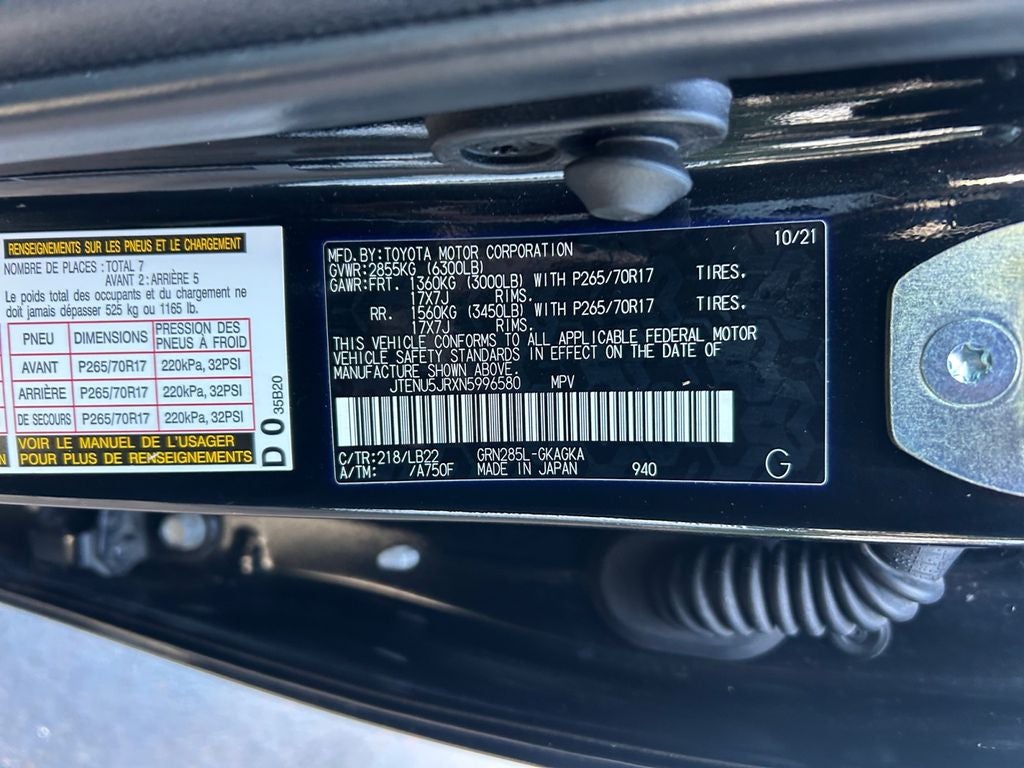 RENSEIGNEMENTS SUR LES PNEUS ET LE CHARGEMENT
NOMBRE DE PLACES : TOTAL 7
AVANT 2 : ARRIÈRE 5
Le poids total des occupants et du chargement ne
doit jamais dépasser 525 kg ou 1165 lb.
PNEU DIMENSIONS PRESSION DES PNEUS À FROID
AVANT P265/70R17 220kPa, 32PSI
ARRIÈRE P265/70R17 220kPa, 32PSI
DE SECOURS P265/70R17 220kPa, 32PSI
VOIR LE MANUEL DE L'USAGER
POUR PLUS DE RENSEIGNEMENTS
D 0 35B20
MFD.BY:TOYOTA MOTOR CORPORATION 10/21
GVWR:2855KG (6300LB)
GAWR:FRT. 1360KG (3000LB) WITH P265/70R17 TIRES.
17X7J RIMS.
RR. 1560KG (3450LB) WITH P265/70R17 TIRES.
17X7J RIMS.
THIS VEHICLE CONFORMS TO ALL APPLICABLE FEDERAL MOTOR
VEHICLE SAFETY STANDARDS IN EFFECT ON THE DATE OF
MANUFACTURE SHOWN ABOVE.
JTENU5JRXN5996580 MPV
C/TR:218/LB22 GRN285L-GKAGKA
A/TM: /A750F MADE IN JAPAN 940 G